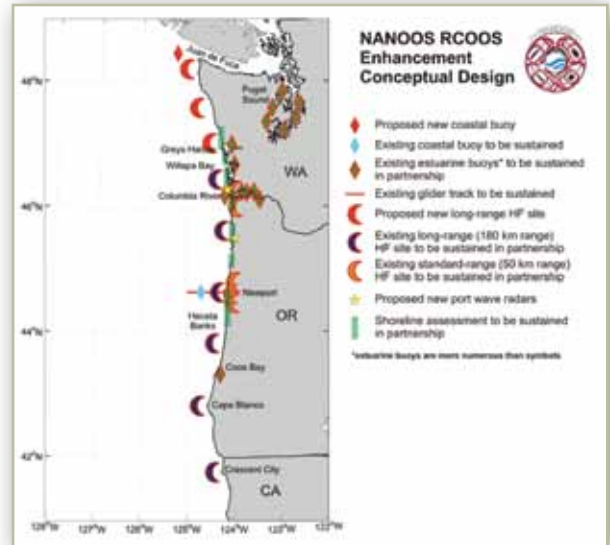 NANOOS RCOOS
Enhancement
Conceptual Design
Proposed new coastal buoy
Existing coastal buoy to be sustained
Existing estuarine buoys* to be sustained
in partnership
Existing glider track to be sustained
Proposed new long-range HF site
Existing long-range (180 km range)
HF site to be sustained in partnership
Existing standard-range (50 km range)
HF site to be sustained in partnership
Proposed new port wave radars
Shoreline assessment to be sustained
in partnership
*estuarine buoys are more numerous than symbols
Juan de Fuca
48°N
Puget
Sound
Willapa Bay
WA
Columbia River
46°N
Newport
Heceta
Banks
OR
44°N
Coos Bay
Cape Blanco
42°N
Crescent City
CA
128°W
127°W
126°W
125°W
124°W